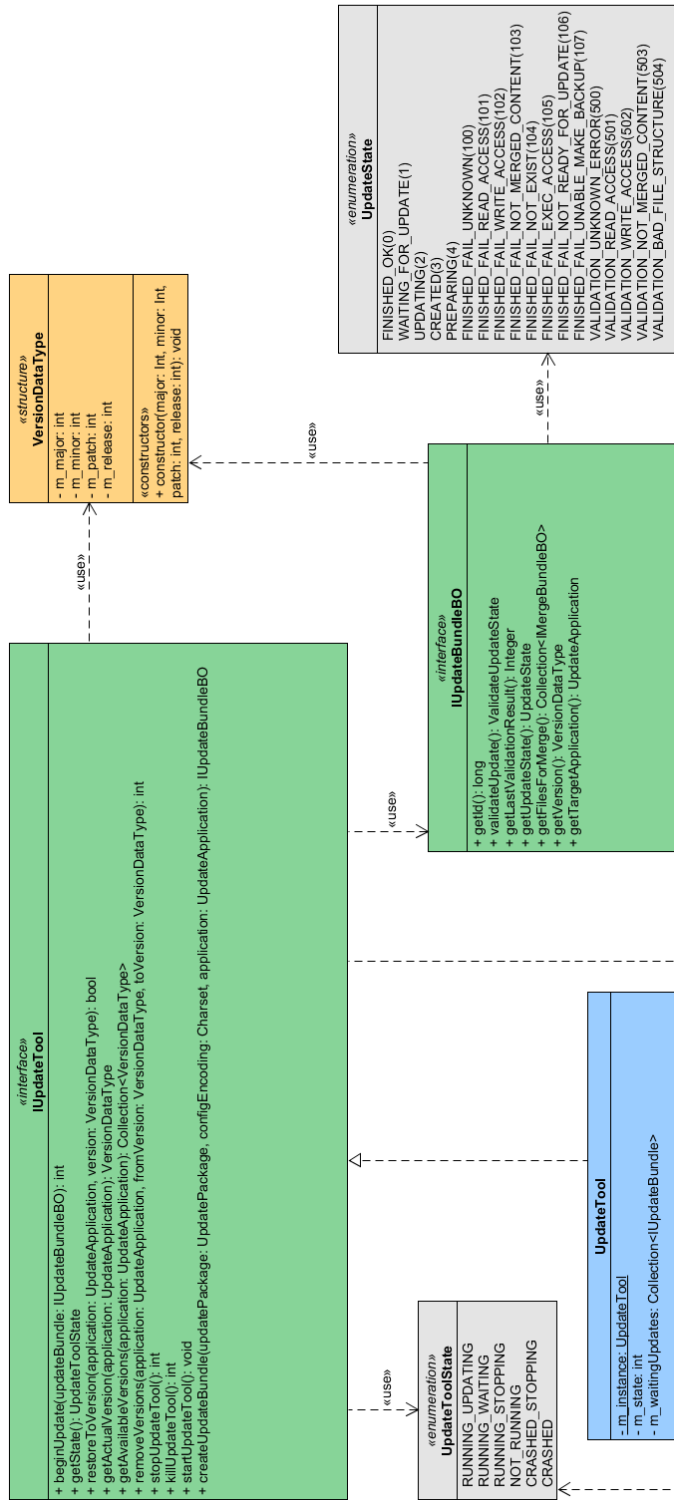 «interface»
IUpdateTool
+ beginUpdate(updateBundle: IUpdateBundleBO): int
+ getState(): UpdateToolState
+ restoreToVersion(application: UpdateApplication, version: VersionDataType): bool
+ getActualVersion(application: UpdateApplication): VersionDataType
+ getAvailableVersions(application: UpdateApplication): Collection<VersionDataType>
+ removeVersions(application: UpdateApplication, fromVersion: VersionDataType, toVersion: VersionDataType): int
+ stopUpdateTool(): int
+ killUpdateTool(): int
+ startUpdateTool(): void
+ createUpdateBundle(updatePackage: UpdatePackage, configEncoding: Charset, application: UpdateApplication): IUpdateBundleBO
«use»
«structure»
VersionDataType
- m_major: int
- m_minor: int
- m_patch: int
- m_release: int
«constructors»
+ constructor(major: Int, minor: Int,
patch: int, release: int): void
«use»
«use»
«use»
«enumeration»
UpdateToolState
RUNNING_UPDATING
RUNNING_WAITING
RUNNING_STOPPING
NOT_RUNNING
CRASHED_STOPPING
CRASHED
«interface»
IUpdateBundleBO
+ getId(): long
+ validateUpdate(): ValidateUpdateState
+ getLastValidationResult(): Integer
+ getUpdateState(): UpdateState
+ getFilesForMerge(): Collection<IMergeBundleBO>
+ getVersion(): VersionDataType
+ getTargetApplication(): UpdateApplication
«use»
«enumeration»
UpdateState
FINISHED_OK(0)
WAITING_FOR_UPDATE(1)
UPDATING(2)
CREATED(3)
PREPARING(4)
FINISHED_FAIL_UNKNOWN(100)
FINISHED_FAIL_READ_ACCESS(101)
FINISHED_FAIL_WRITE_ACCESS(102)
FINISHED_FAIL_NOT_MERGED_CONTENT(103)
FINISHED_FAIL_NOT_EXIST(104)
FINISHED_FAIL_EXEC_ACCESS(105)
FINISHED_FAIL_NOT_READY_FOR_UPDATE(106)
FINISHED_FAIL_UNABLE_MAKE_BACKUP(107)
VALIDATION_UNKNOWN_ERROR(500)
VALIDATION_READ_ACCESS(501)
VALIDATION_WRITE_ACCESS(502)
VALIDATION_NOT_MERGED_CONTENT(503)
VALIDATION_BAD_FILE_STRUCTURE(504)
UpdateTool
- m_instance: UpdateTool
- m_state: int
- m_waitingUpdates: Collection<IUpdateBundle>